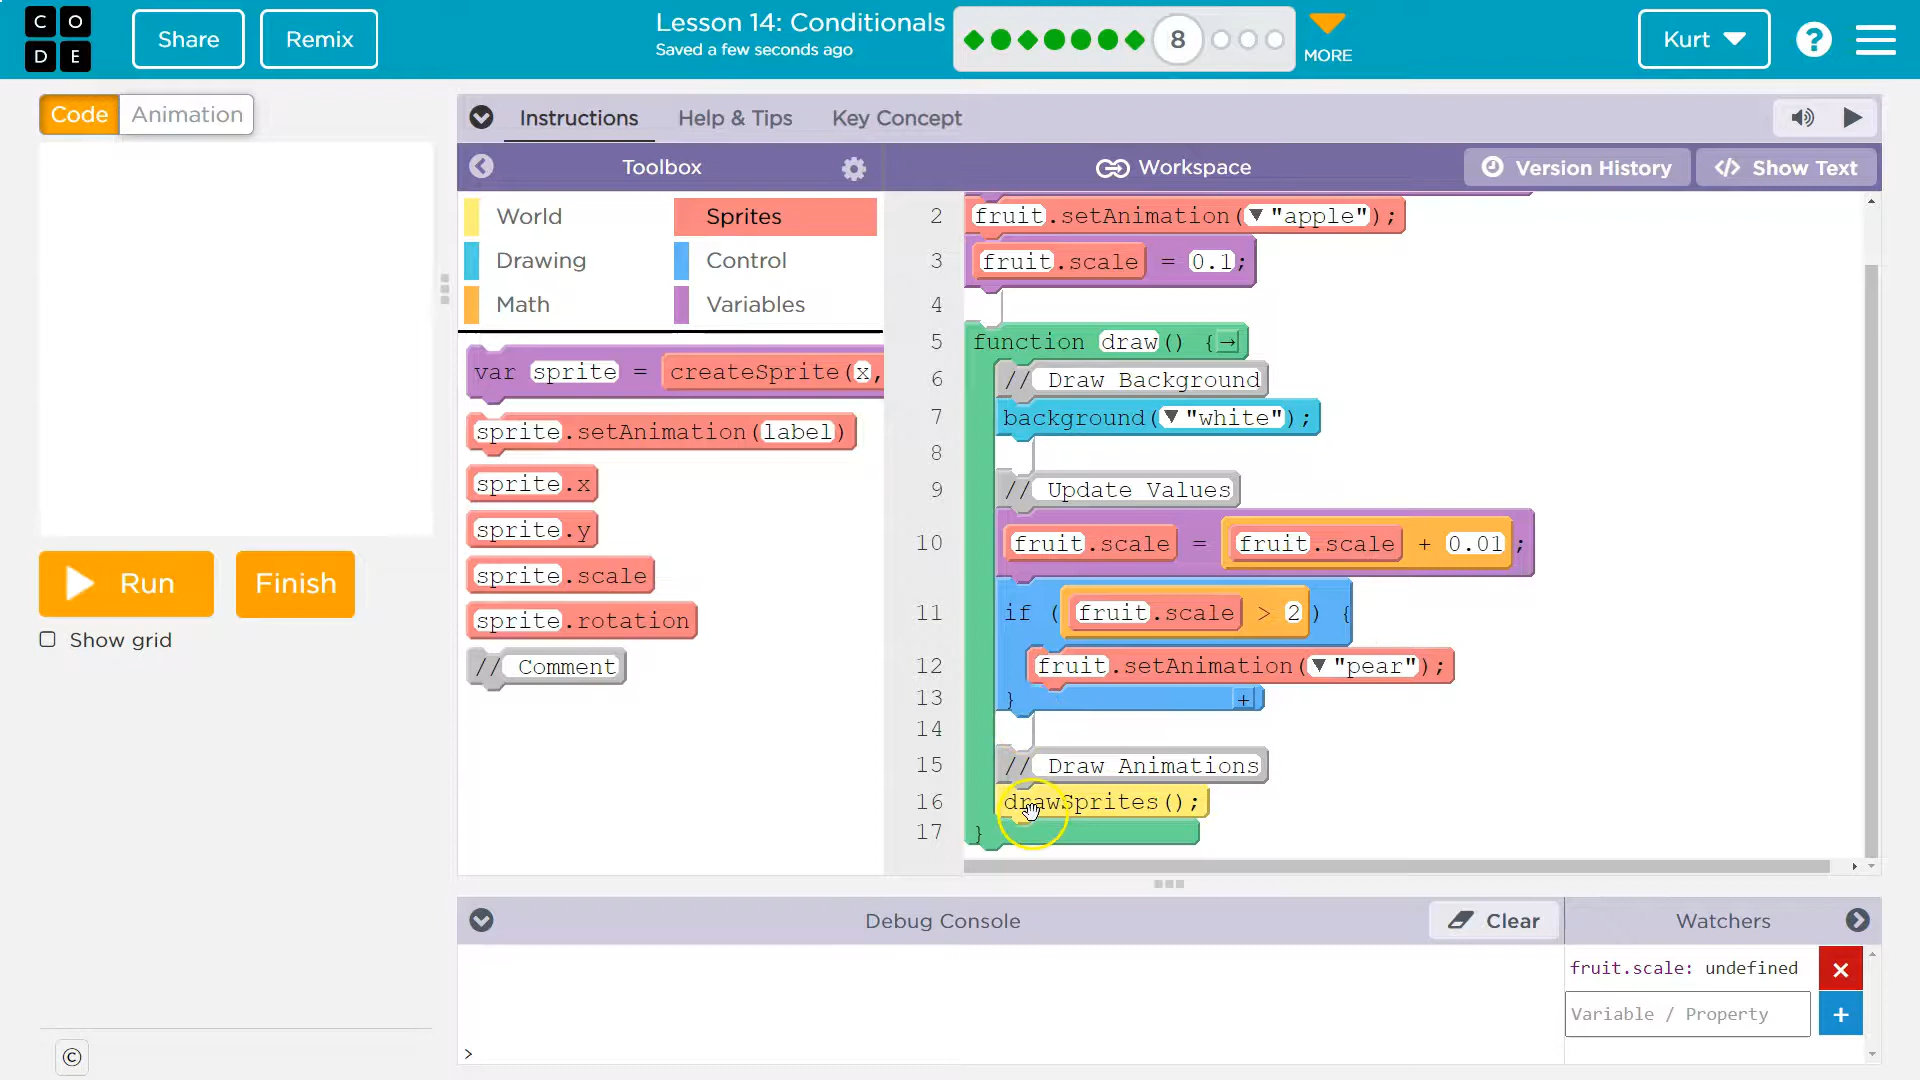 C O
D E
Share
Remix
Lesson 14: Conditionals
Saved a few seconds ago
8
MORE
Kurt
?
Code
Animation
Instructions
Help & Tips
Key Concept
Toolbox
Workspace
Version History
</> Show Text
World
Sprites
Drawing
Control
Math
Variables
var sprite = createSprite(x,
sprite.setAnimation(label)
sprite.x
sprite.y
sprite.scale
sprite.rotation
// Comment
2 fruit.setAnimation(▼"apple");
3 fruit.scale = 0.1;
4
5 function draw() {→
6 // Draw Background
7 background(▼"white");
8
9 // Update Values
10 fruit.scale = fruit.scale + 0.01;
11 if (fruit.scale > 2) {
12 fruit.setAnimation(▼"pear");
13 } +
14
15 // Draw Animations
16 drawSprites();
17 }
Run
Finish
Show grid
©
Debug Console
Clear
Watchers
fruit.scale: undefined
Variable / Property
>